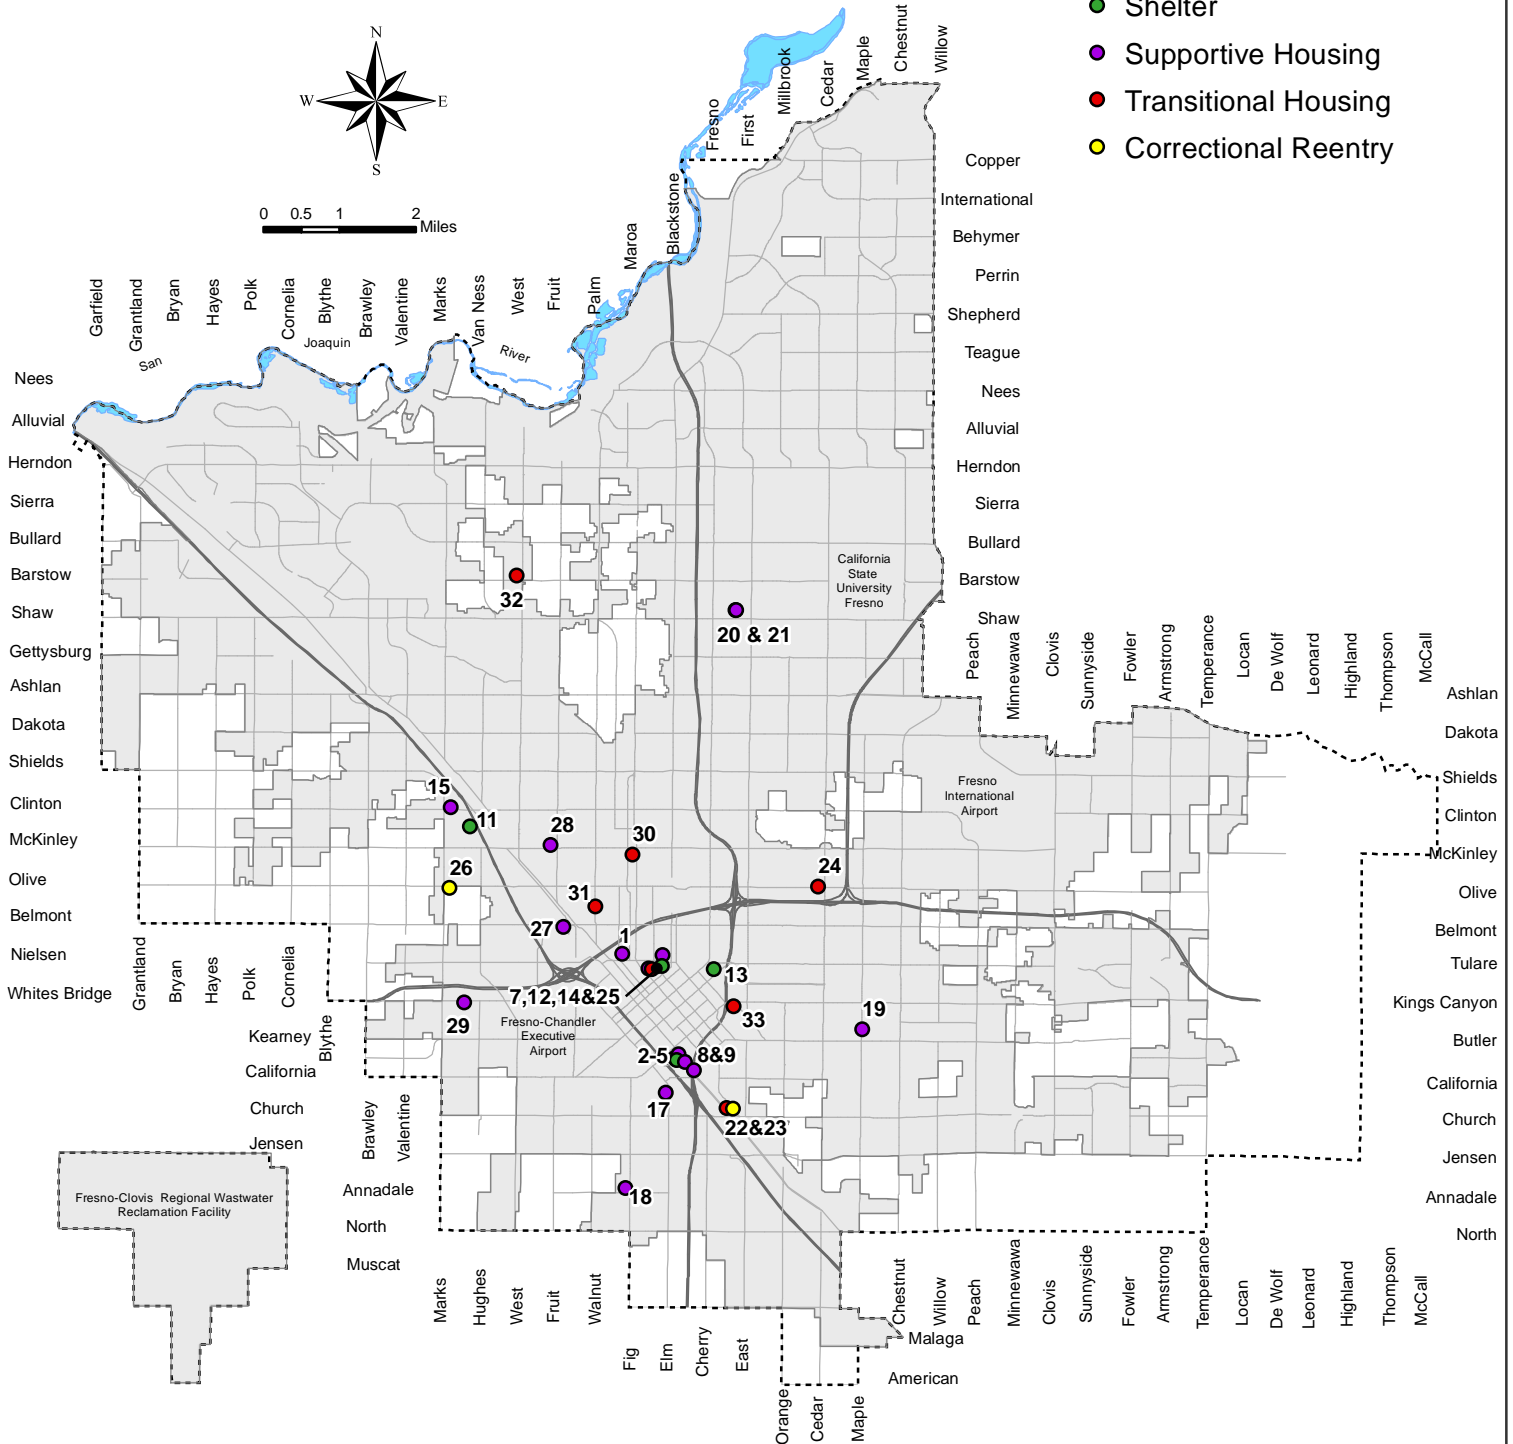 Shelter
Supportive Housing
Transitional Housing
Correctional Reentry
N
W
E
S
0 0.5 1 2
Miles
Fresno
First
Millbrook
Cedar
Maple
Chestnut
Willow
Garfield
Grantland
Bryan
Hayes
Polk
Cornelia
Blythe
Brawley
Valentine
Marks
Van Ness
West
Fruit
Palm
Maroa
Blackstone
San
Joaquin
River
Copper
International
Behymer
Perrin
Shepherd
Teague
Nees
Alluvial
Herndon
Sierra
Bullard
Barstow
Shaw
Nees
Alluvial
Herndon
Sierra
Bullard
Barstow
Shaw
Gettysburg
Ashlan
Dakota
Shields
Clinton
McKinley
Olive
Belmont
Nielsen
Whites Bridge
Kearney
California
Church
Jensen
Annadale
North
Muscat
California
State
University
Fresno
Peach
Minnewawa
Clovis
Sunnyside
Fowler
Armstrong
Temperance
Locan
De Wolf
Leonard
Highland
Thompson
McCall
Ashlan
Dakota
Shields
Clinton
McKinley
Olive
Belmont
Tulare
Kings Canyon
Butler
California
Church
Jensen
Annadale
North
Fresno
International
Airport
32
20 & 21
15
11
28
30
26
31
24
27
1
13
7,12,14&25
33
19
29
Fresno-Chandler
Executive
Airport
2-5
8&9
17
22&23
18
Grantland
Bryan
Hayes
Polk
Cornelia
Blythe
Brawley
Valentine
Fresno-Clovis Regional Wastwater
Reclamation Facility
Marks
Hughes
West
Fruit
Walnut
Fig
Elm
Cherry
East
Orange
Cedar
Maple
Chestnut
Willow
Peach
Minnewawa
Clovis
Sunnyside
Fowler
Armstrong
Temperance
Locan
De Wolf
Leonard
Highland
Thompson
McCall
Malaga
American